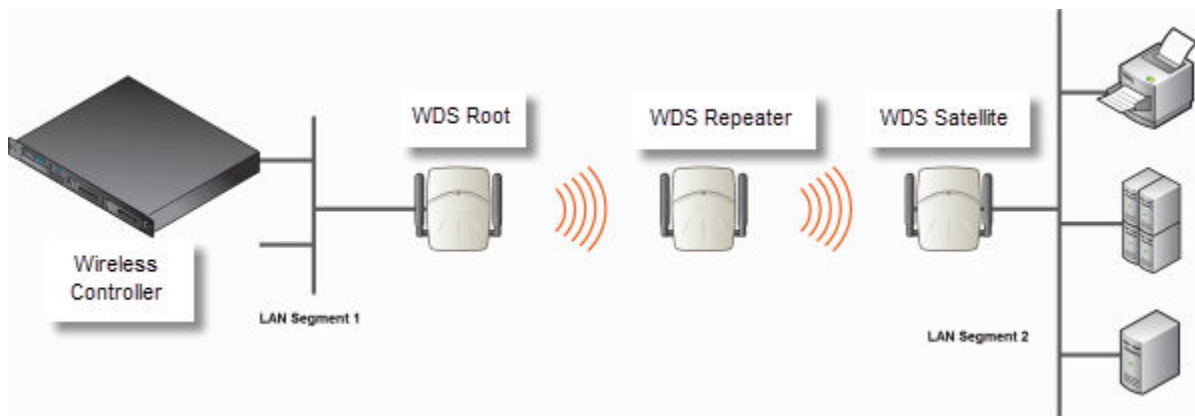 WDS Root
WDS Repeater
WDS Satellite
Wireless
Controller
LAN Segment 1
LAN Segment 2